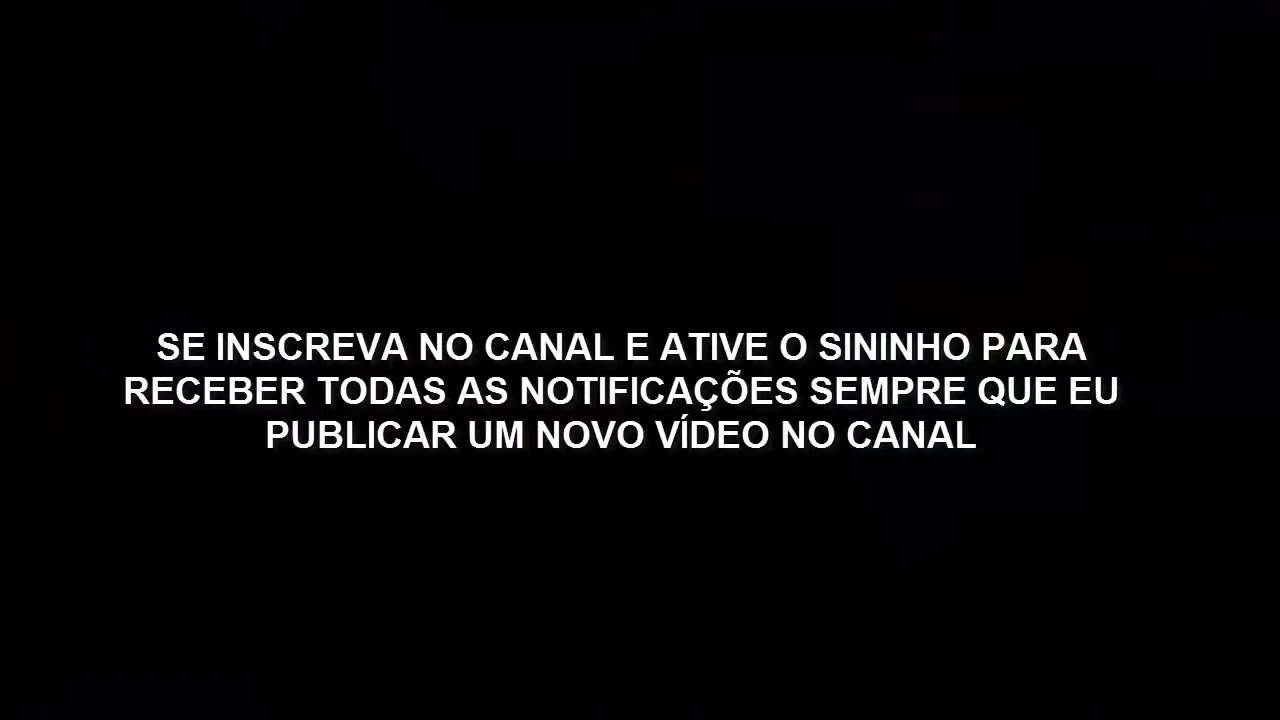 SE INSCREVA NO CANAL E ATIVE O SININHO PARA
RECEBER TODAS AS NOTIFICAÇÕES SEMPRE QUE EU
PUBLICAR UM NOVO VÍDEO NO CANAL